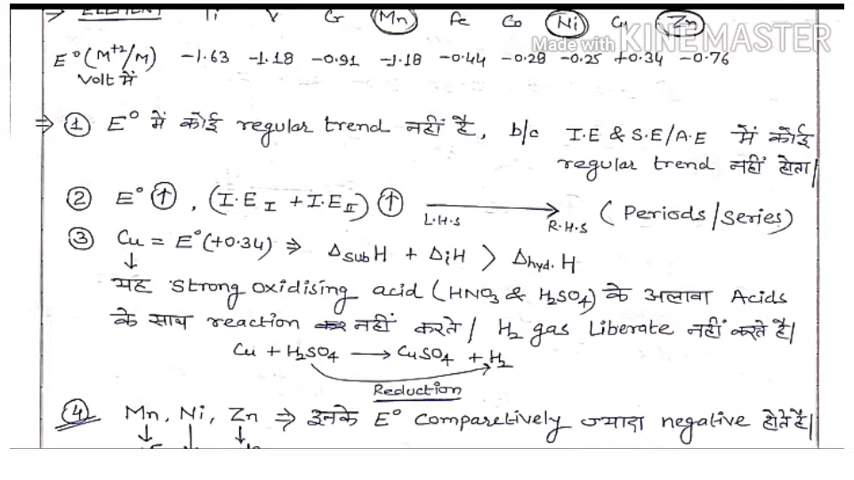 → ELEMENT Ti V Cr Mn Fe Co Ni Cu Zn
Made with KINEMASTER
E°(M+2/M) -1.63 -1.18 -0.91 -1.18 -0.44 -0.28 -0.25 +0.34 -0.76
Volt में
⇒ ① E° में कोई regular trend नहीं है, b/c I.E & S.E/A.E में कोई
regular trend नहीं होता|
② E° ↑, (I.E I + I.E II) ↑ L.H.S ⟶ R.H.S (Periods/Series)
③ Cu = E°(+0.34) ⇒ ΔsubH + ΔiH > Δhyd.H
↓
यह Strong oxidising acid (HNO3 & H2SO4) के अलावा Acids
के साथ reaction नहीं करते| H2 gas Liberate नहीं करते है|
Cu + H2SO4 ⟶ CuSO4 + H2
Reduction
④ Mn, Ni, Zn ⇒ इनके E° Comparetively ज्यादा negative होते है|
↓ ↓ ↓